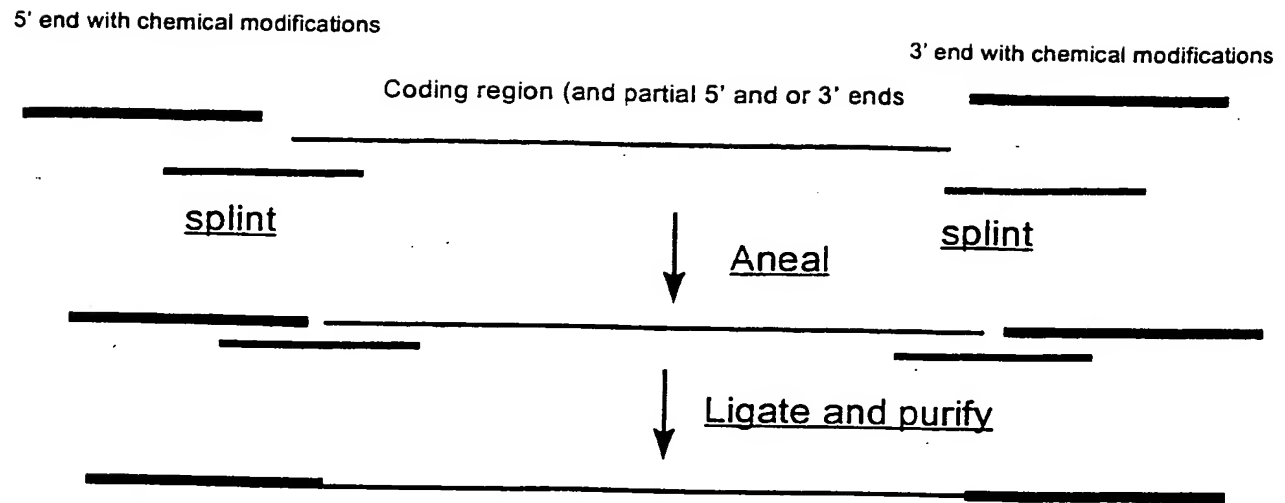 5' end with chemical modifications
3' end with chemical modifications
Coding region (and partial 5' and or 3' ends
splint
splint
Aneal
Ligate and purify